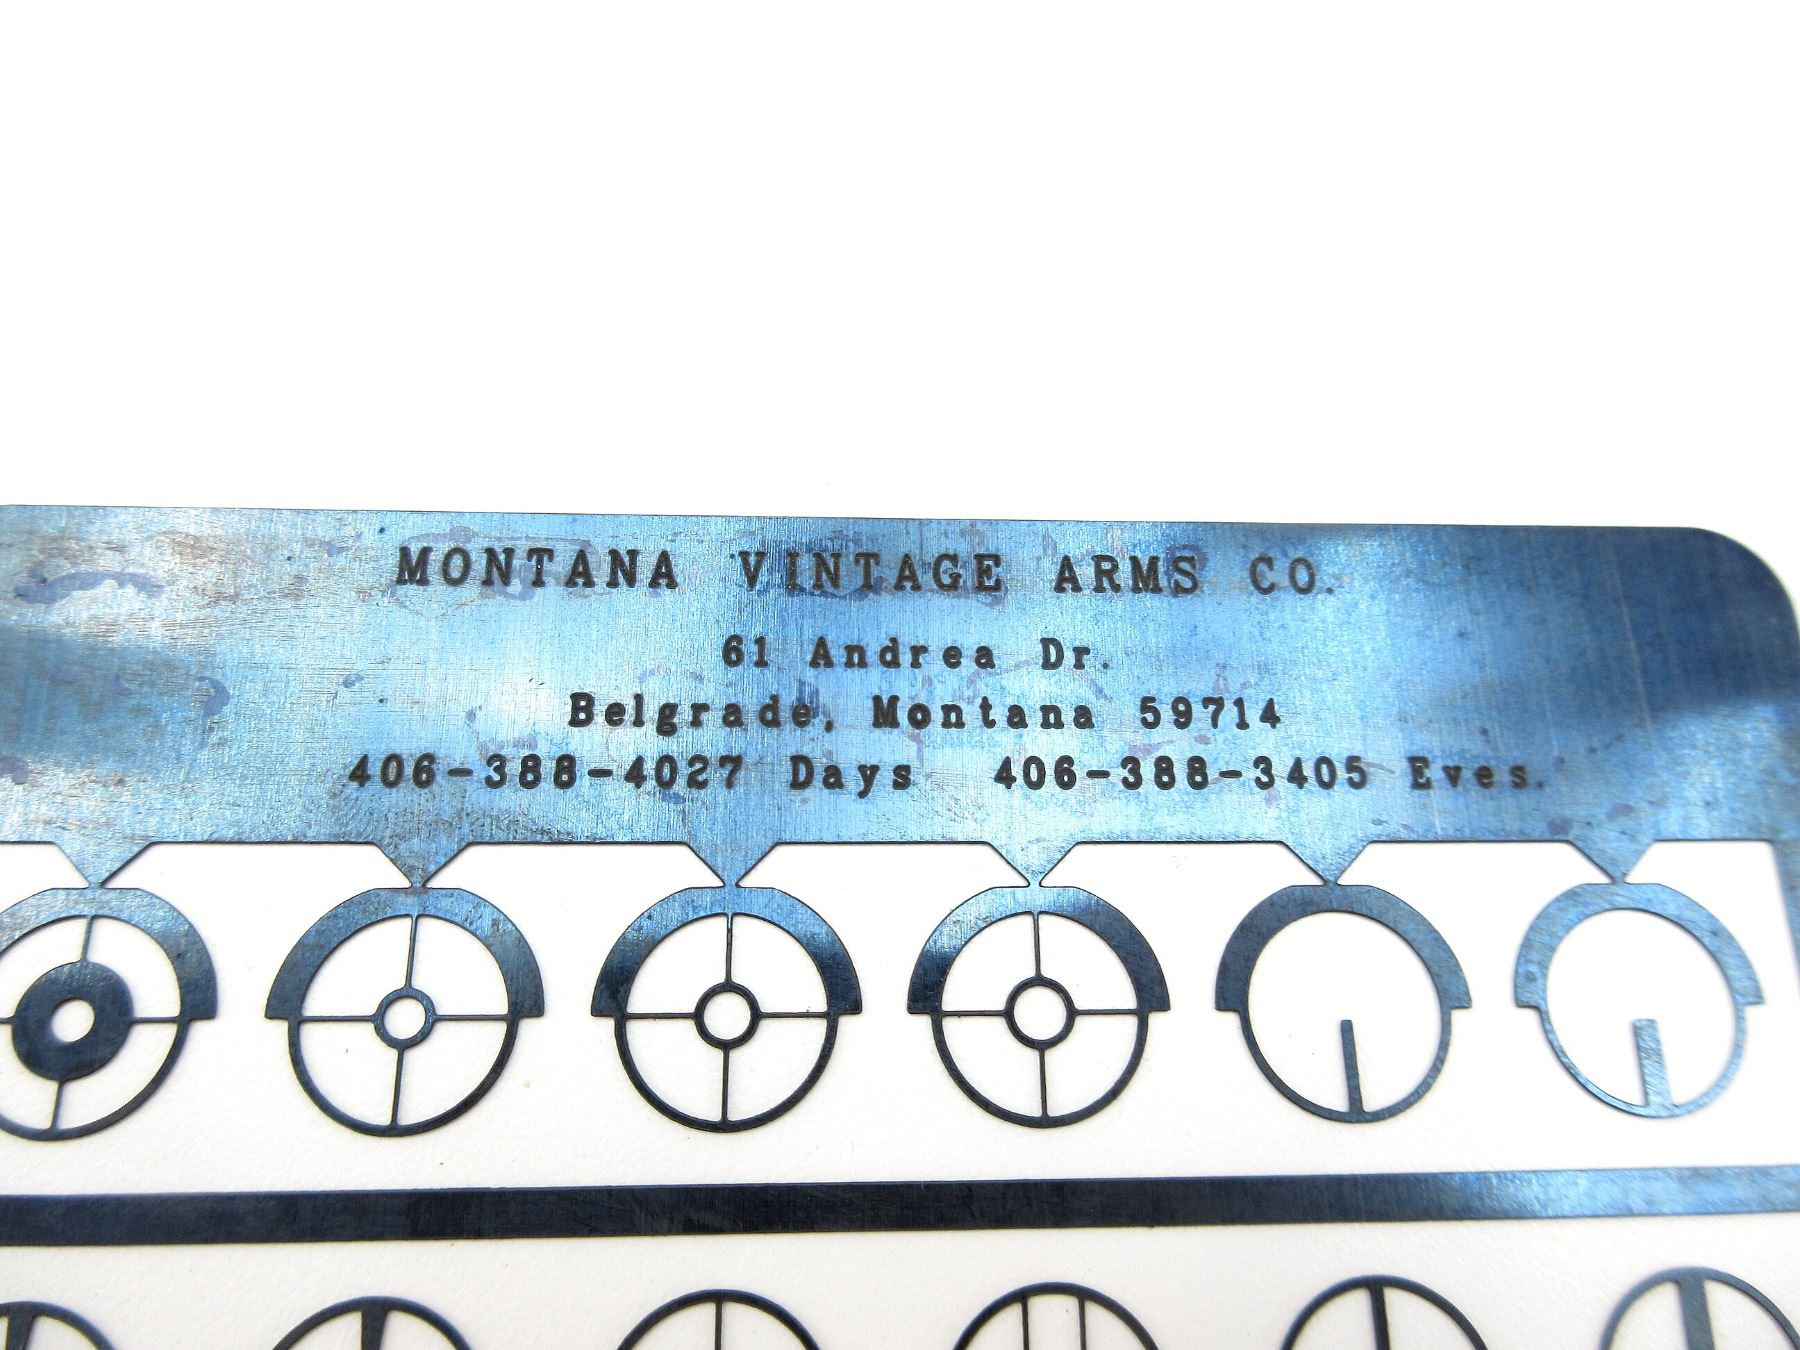 MONTANA VINTAGE ARMS CO.
61 Andrea Dr.
Belgrade, Montana 59714
406-388-4027 Days 406-388-3405 Eves.